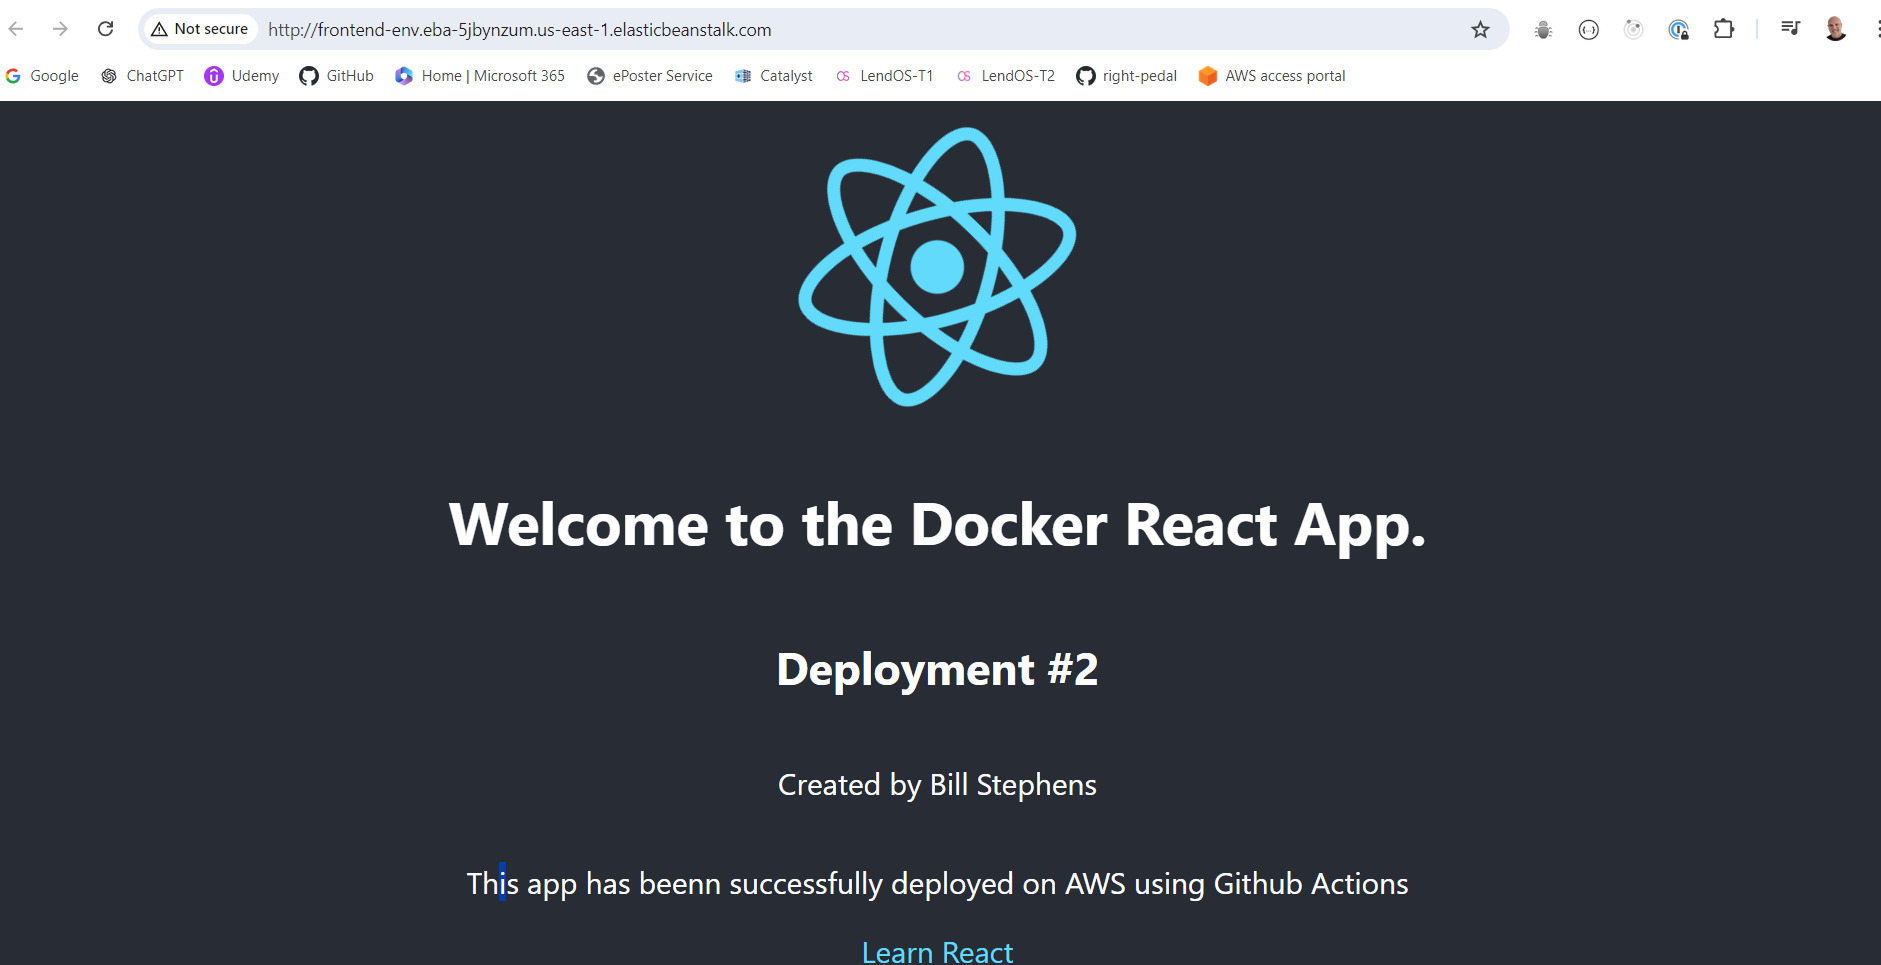 Not secure http://frontend-env.eba-5jbynzum.us-east-1.elasticbeanstalk.com
Google ChatGPT Udemy GitHub Home | Microsoft 365 ePoster Service Catalyst LendOS-T1 LendOS-T2 right-pedal AWS access portal
Welcome to the Docker React App.
Deployment #2
Created by Bill Stephens
This app has beenn successfully deployed on AWS using Github Actions
Learn React